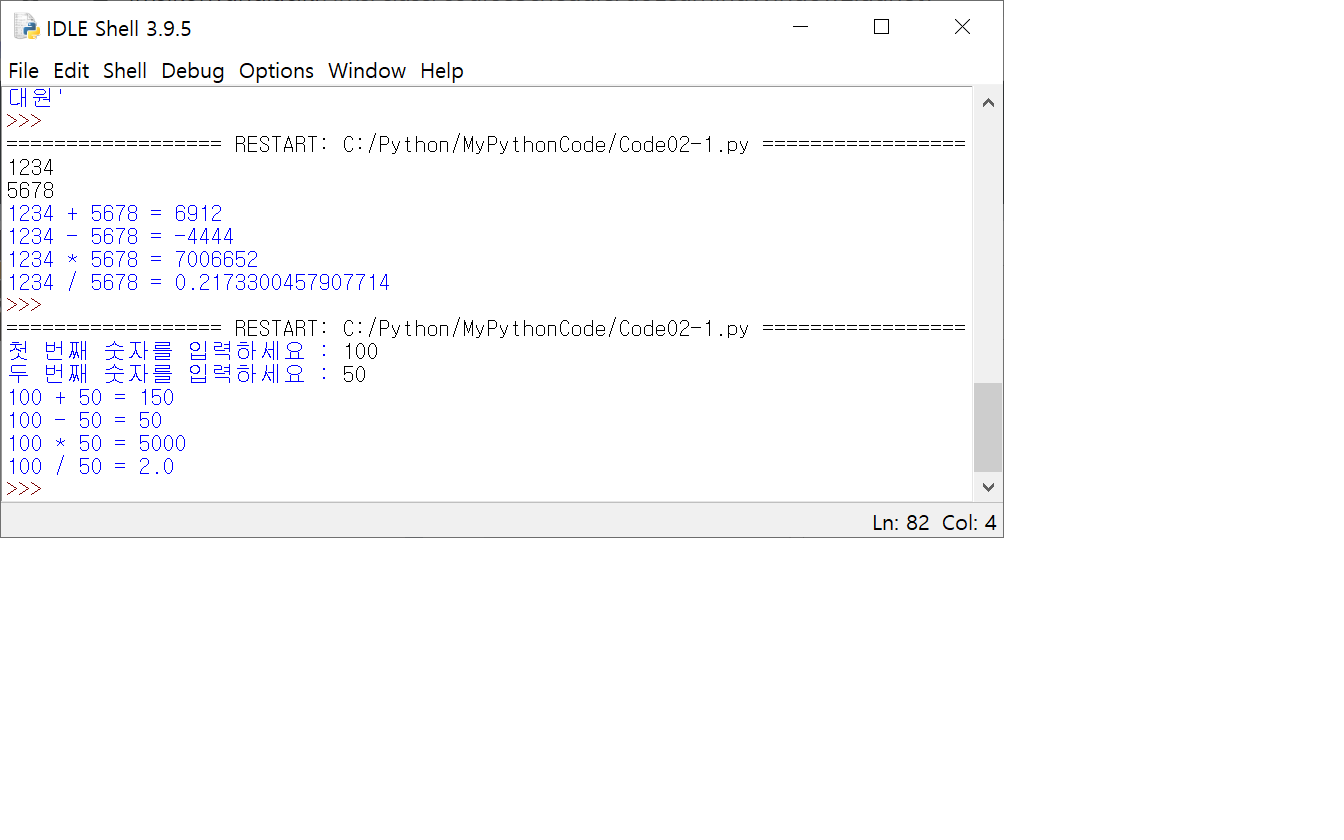 IDLE Shell 3.9.5
File Edit Shell Debug Options Window Help
대원'
>>>
================== RESTART: C:/Python/MyPythonCode/Code02-1.py =================
1234
5678
1234 + 5678 = 6912
1234 - 5678 = -4444
1234 * 5678 = 7006652
1234 / 5678 = 0.2173300457907714
>>>
================== RESTART: C:/Python/MyPythonCode/Code02-1.py =================
첫 번째 숫자를 입력하세요 : 100
두 번째 숫자를 입력하세요 : 50
100 + 50 = 150
100 - 50 = 50
100 * 50 = 5000
100 / 50 = 2.0
>>>
Ln: 82 Col: 4